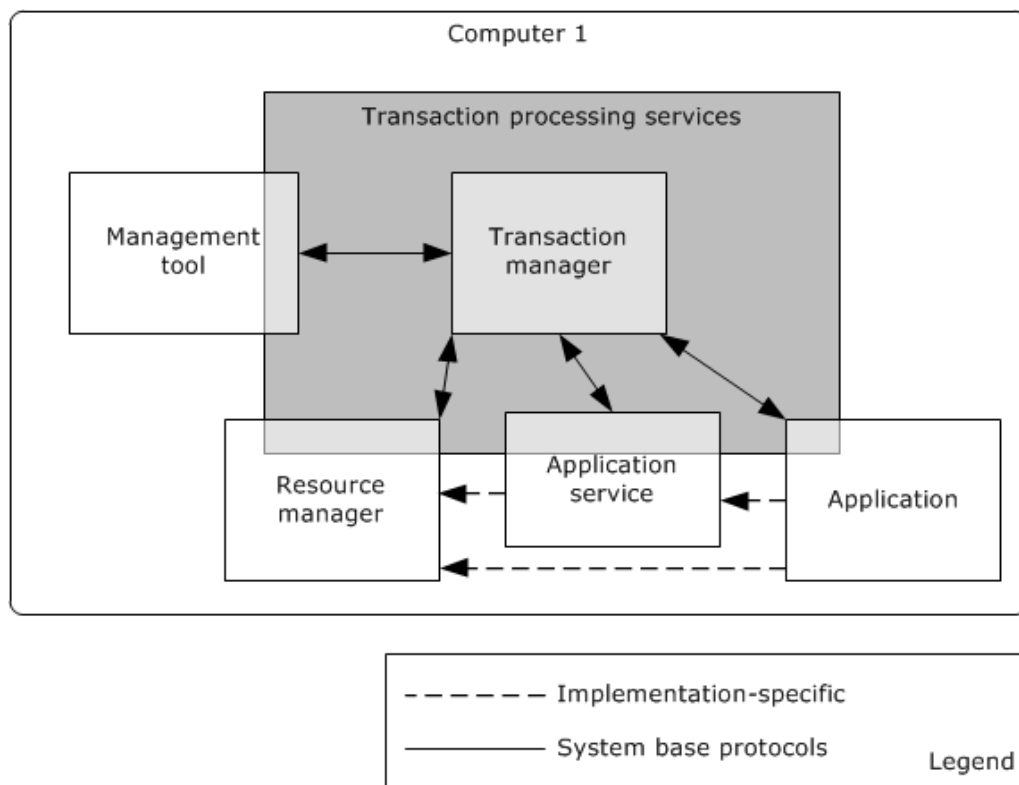 Computer 1
Transaction processing services
Management
tool
Transaction
manager
Resource
manager
Application
service
Application
Implementation-specific
System base protocols
Legend